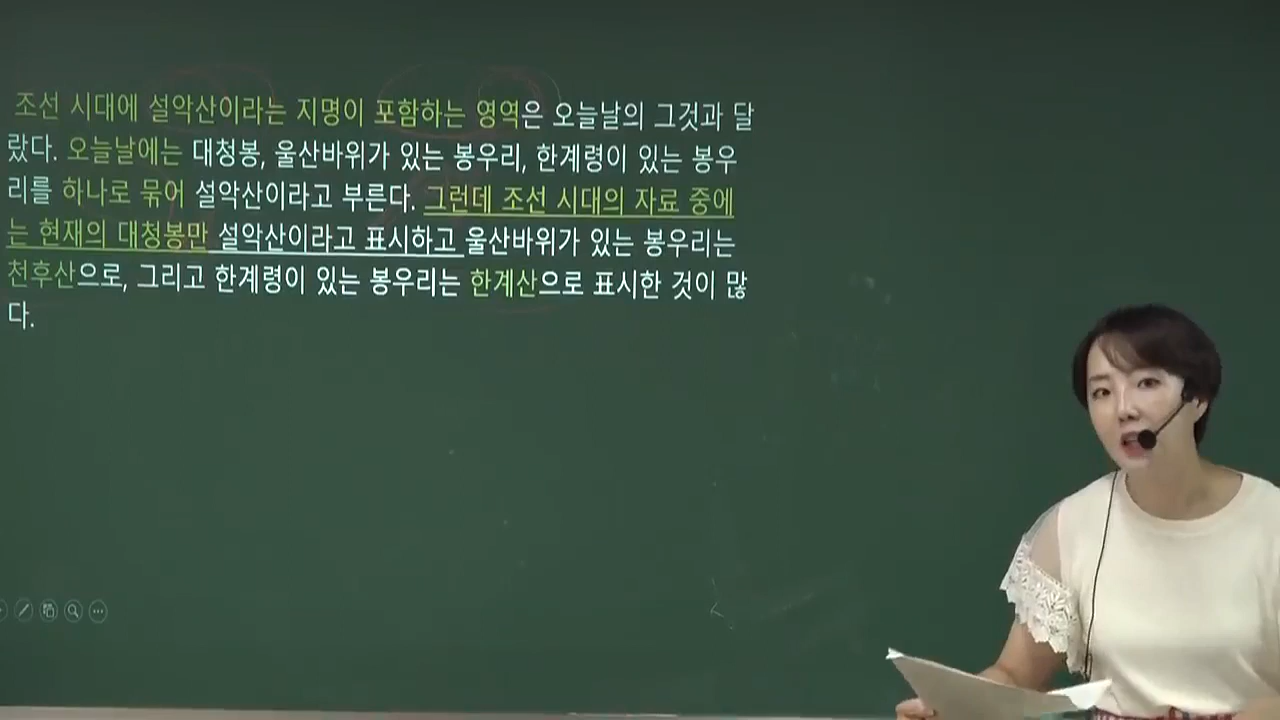 조선 시대에 설악산이라는 지명이 포함하는 영역은 오늘날의 그것과 달
랐다. 오늘날에는 대청봉, 울산바위가 있는 봉우리, 한계령이 있는 봉우
리를 하나로 묶어 설악산이라고 부른다. 그런데 조선 시대의 자료 중에
는 현재의 대청봉만 설악산이라고 표시하고 울산바위가 있는 봉우리는
천후산으로, 그리고 한계령이 있는 봉우리는 한계산으로 표시한 것이 많
다.